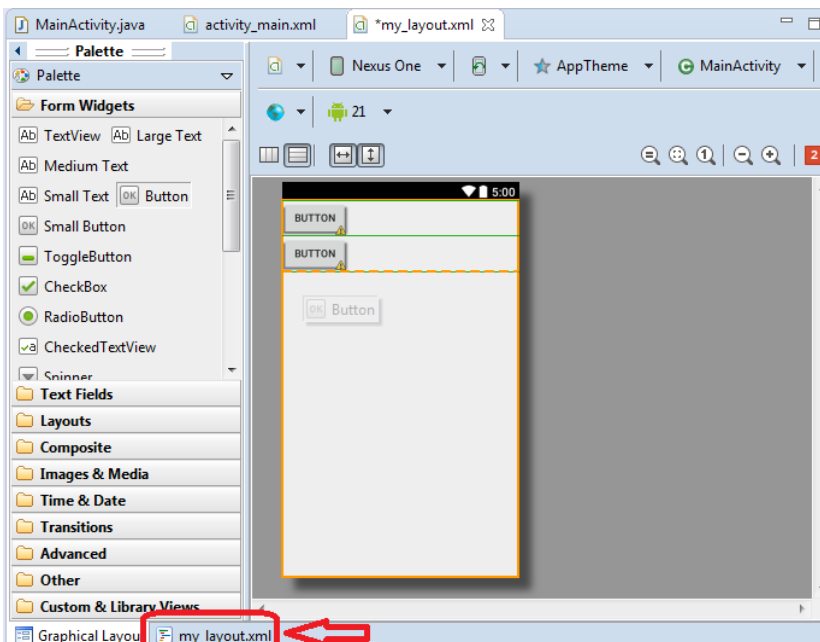 MainActivity.java activity_main.xml *my_layout.xml
Palette
Palette Nexus One AppTheme MainActivity
Form Widgets 21
TextView Large Text
Medium Text
Small Text Button
Small Button
ToggleButton
CheckBox
RadioButton
CheckedTextView
Spinner
Text Fields
Layouts
Composite
Images & Media
Time & Date
Transitions
Advanced
Other
Custom & Library Views
5:00
BUTTON
BUTTON
OK Button
Graphical Layout my_layout.xml